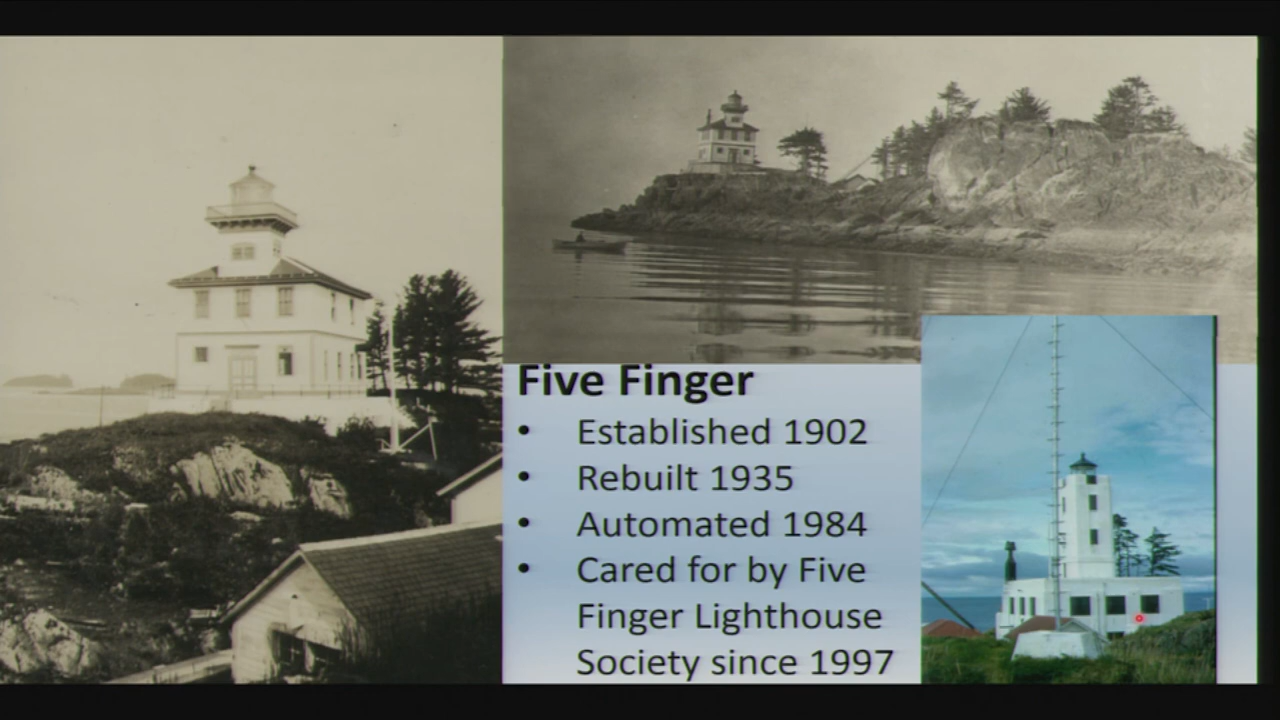 Five Finger
• Established 1902
• Rebuilt 1935
• Automated 1984
• Cared for by Five
Finger Lighthouse
Society since 1997